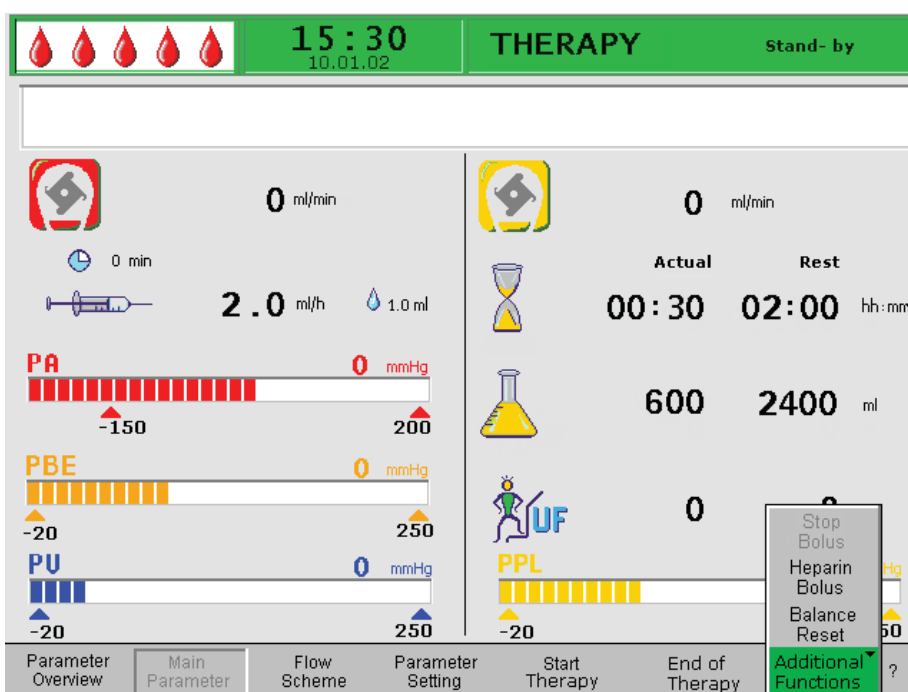 15:30
10.01.02
THERAPY
Stand- by
0 ml/min
0 min
2.0 ml/h 1.0 ml
PA 0 mmHg
-150 200
PBE 0 mmHg
-20 250
PV 0 mmHg
-20 250
0 ml/min
Actual Rest
00:30 02:00 hh:mm
600 2400 ml
UF 0
PPL
-20
Stop
Bolus
Heparin
Bolus
Balance
Reset
Additional
Functions
Parameter
Overview
Main
Parameter
Flow
Scheme
Parameter
Setting
Start
Therapy
End of
Therapy
?